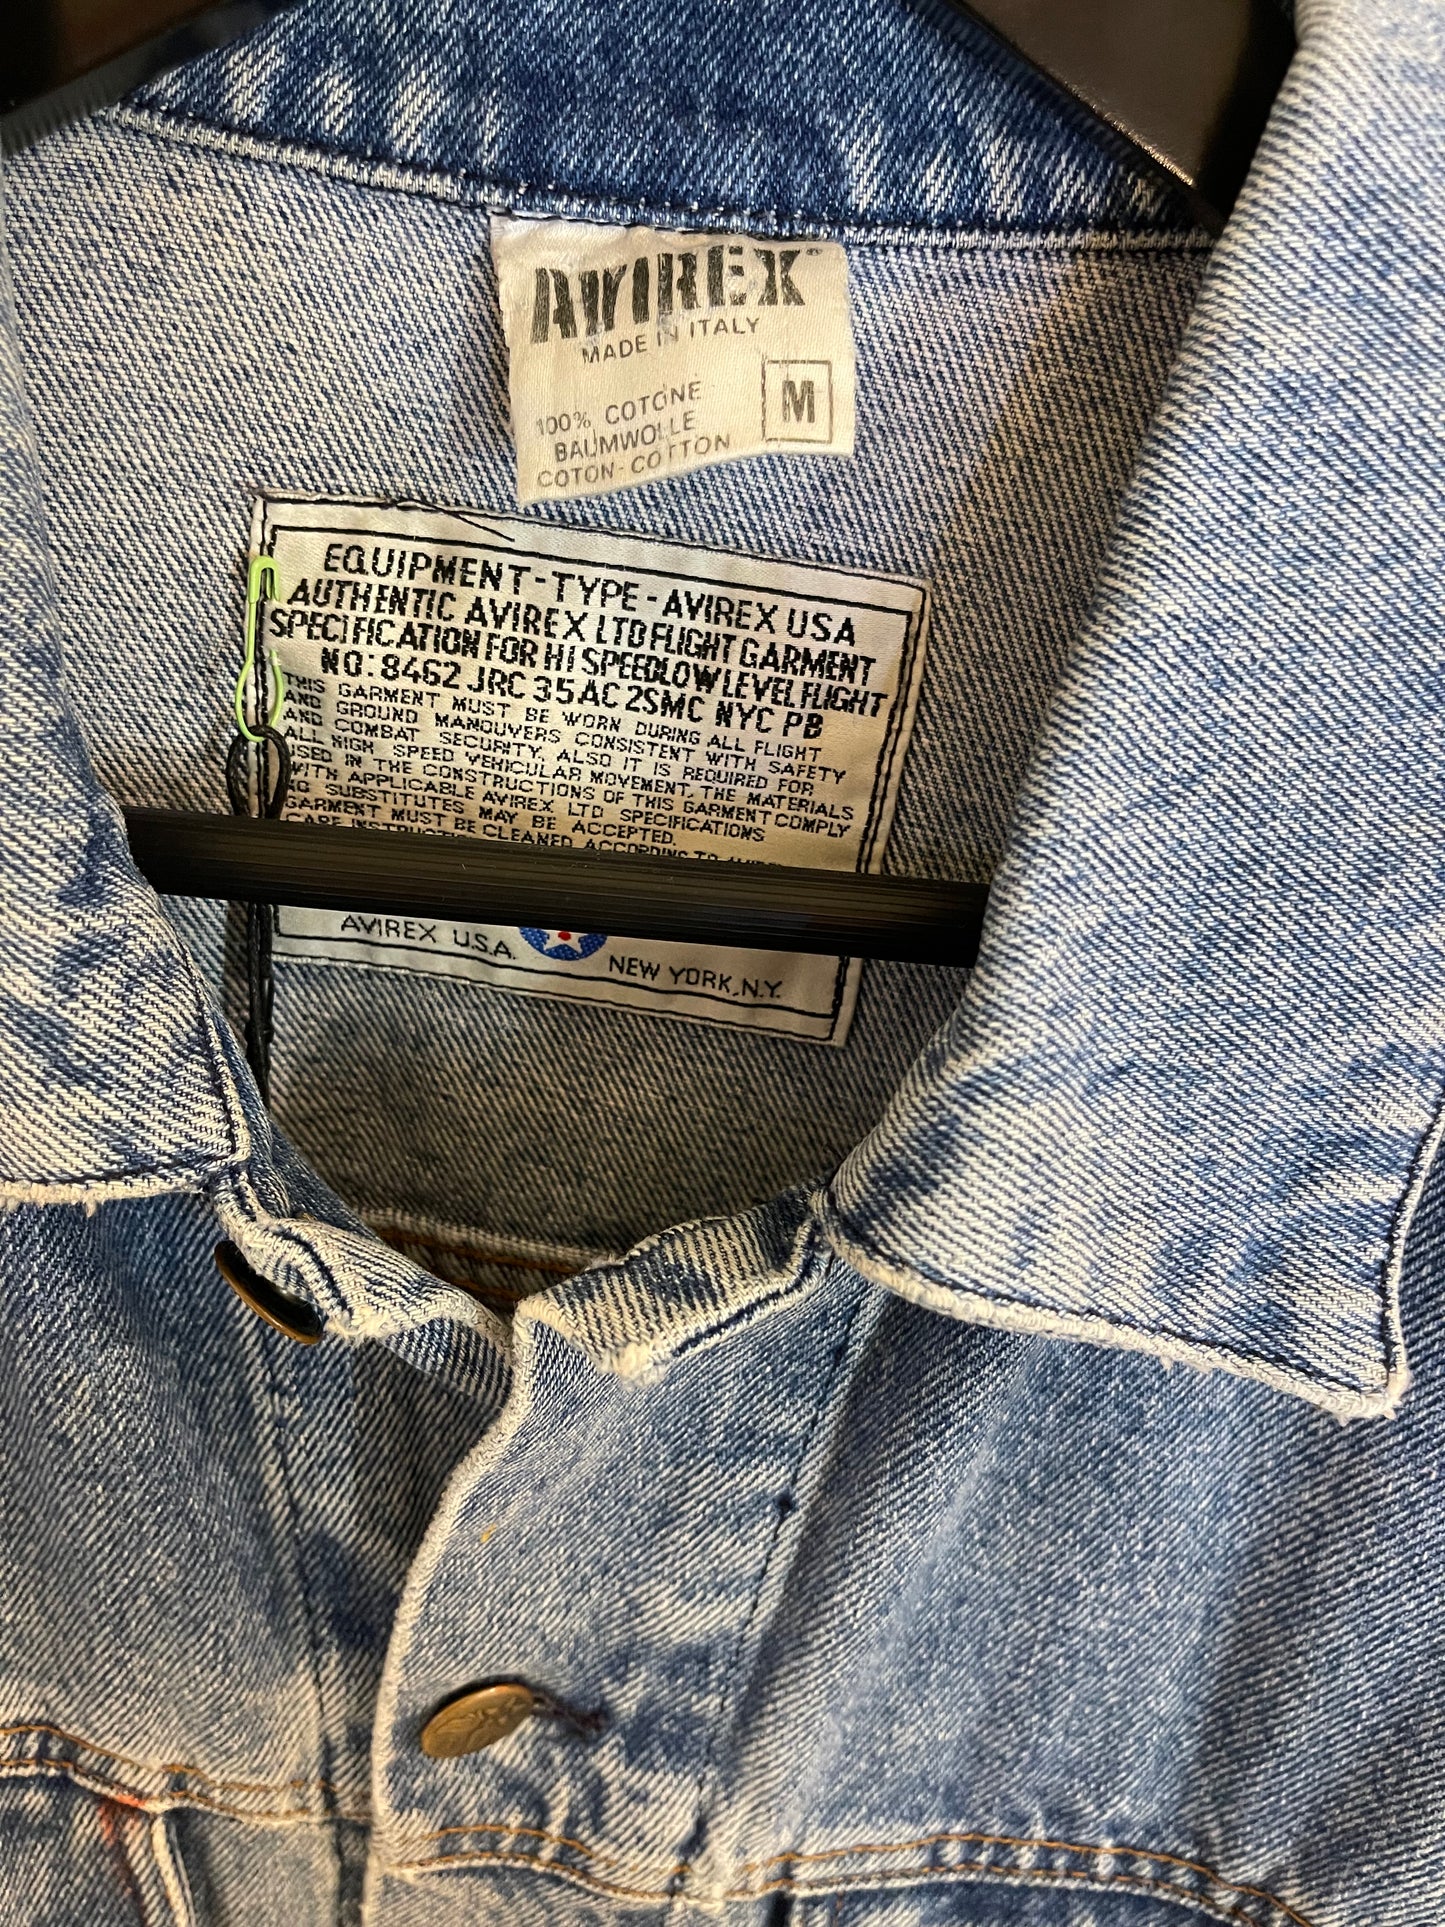 AVIREX®
MADE IN ITALY
M
100% COTONE
BAUMWOLLE
COTON-COTTON
EQUIPMENT-TYPE-AVIREX USA
AUTHENTIC AVIREX LTD FLIGHT GARMENT
SPECIFICATION FOR HI SPEEDLOW LEVEL FLIGHT
NO:8462 JRC 35AC 2SMC NYC PB
THIS GARMENT MUST BE WORN DURING ALL FLIGHT
AND GROUND MANOUVERS CONSISTENT WITH SAFETY
AND COMBAT SECURITY. ALSO IT IS REQUIRED FOR
ALL HIGH SPEED VEHICULAR MOVEMENT. THE MATERIALS
USED IN THE CONSTRUCTIONS OF THIS GARMENT COMPLY
WITH APPLICABLE AVIREX LTD SPECIFICATIONS
NO SUBSTITUTES MAY BE ACCEPTED.
GARMENT MUST BE CLEANED ACCORDING TO
CARE
AVIREX U.S.A. NEW YORK, N.Y.